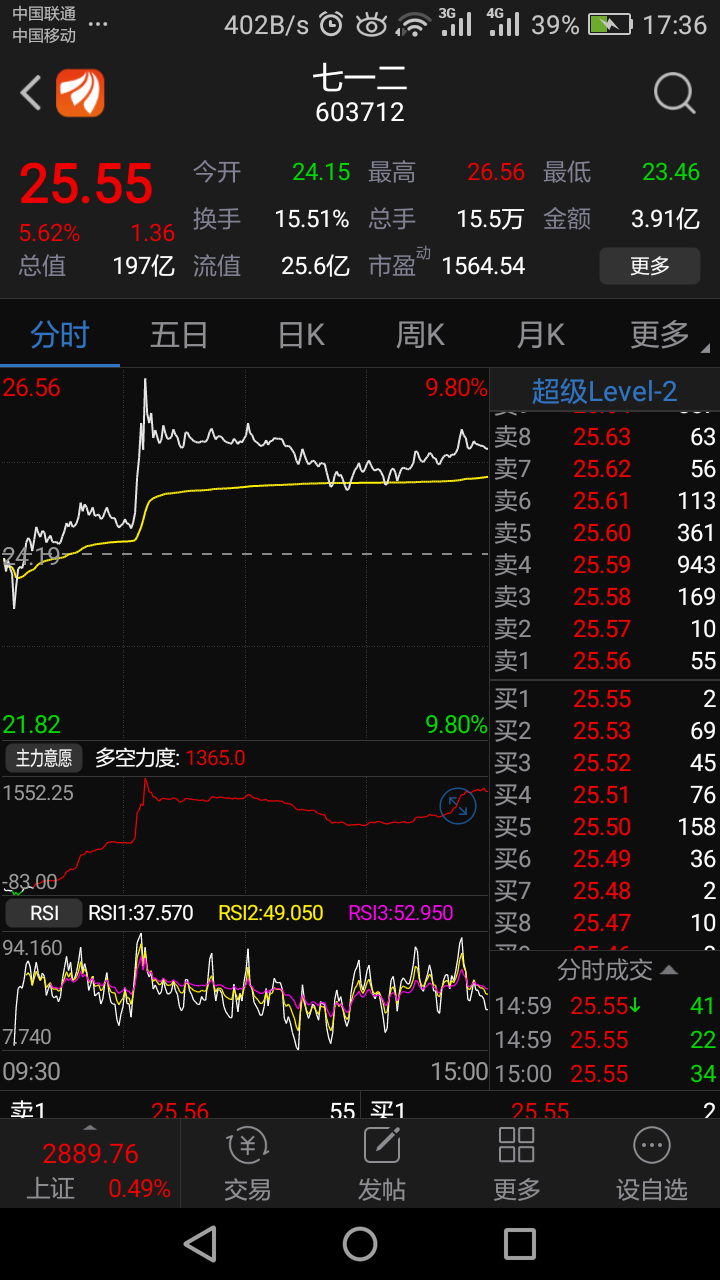 中国联通
中国移动 ... 402B/s 3G 4G 39% 17:36
七一二
603712
25.55 今开 24.15 最高 26.56 最低 23.46
5.62% 1.36 换手 15.51% 总手 15.5万 金额 3.91亿
总值 197亿 流值 25.6亿 市盈动 1564.54 更多
分时 五日 日K 周K 月K 更多
26.56 9.80%
24.19
21.82 9.80%
主力意愿 多空力度: 1365.0
1552.25
-83.00
RSI RSI1:37.570 RSI2:49.050 RSI3:52.950
94.160
7.740
09:30 15:00
超级Level-2
卖8 25.63 63
卖7 25.62 56
卖6 25.61 113
卖5 25.60 361
卖4 25.59 943
卖3 25.58 169
卖2 25.57 10
卖1 25.56 55
买1 25.55 2
买2 25.53 69
买3 25.52 45
买4 25.51 76
买5 25.50 158
买6 25.49 36
买7 25.48 2
买8 25.47 10
分时成交
14:59 25.55↓ 41
14:59 25.55 22
15:00 25.55 34
卖1 25.56 55 买1 25.55 2
2889.76
上证 0.49%
交易 发帖 更多 设自选